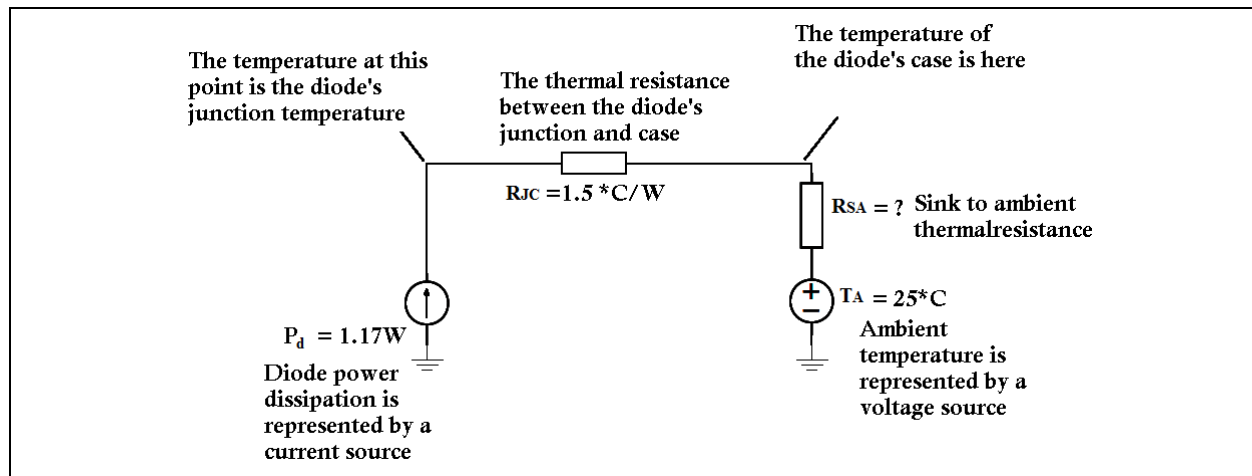 The temperature at this
point is the diode's
junction temperature
The thermal resistance
between the diode's
junction and case
The temperature of
the diode's case is here
RJC =1.5 *C/W
RSA = ? Sink to ambient
thermalresistance
+
−
TA = 25*C
Ambient
temperature is
represented by a
voltage source
Pd = 1.17W
Diode power
dissipation is
represented by a
current source